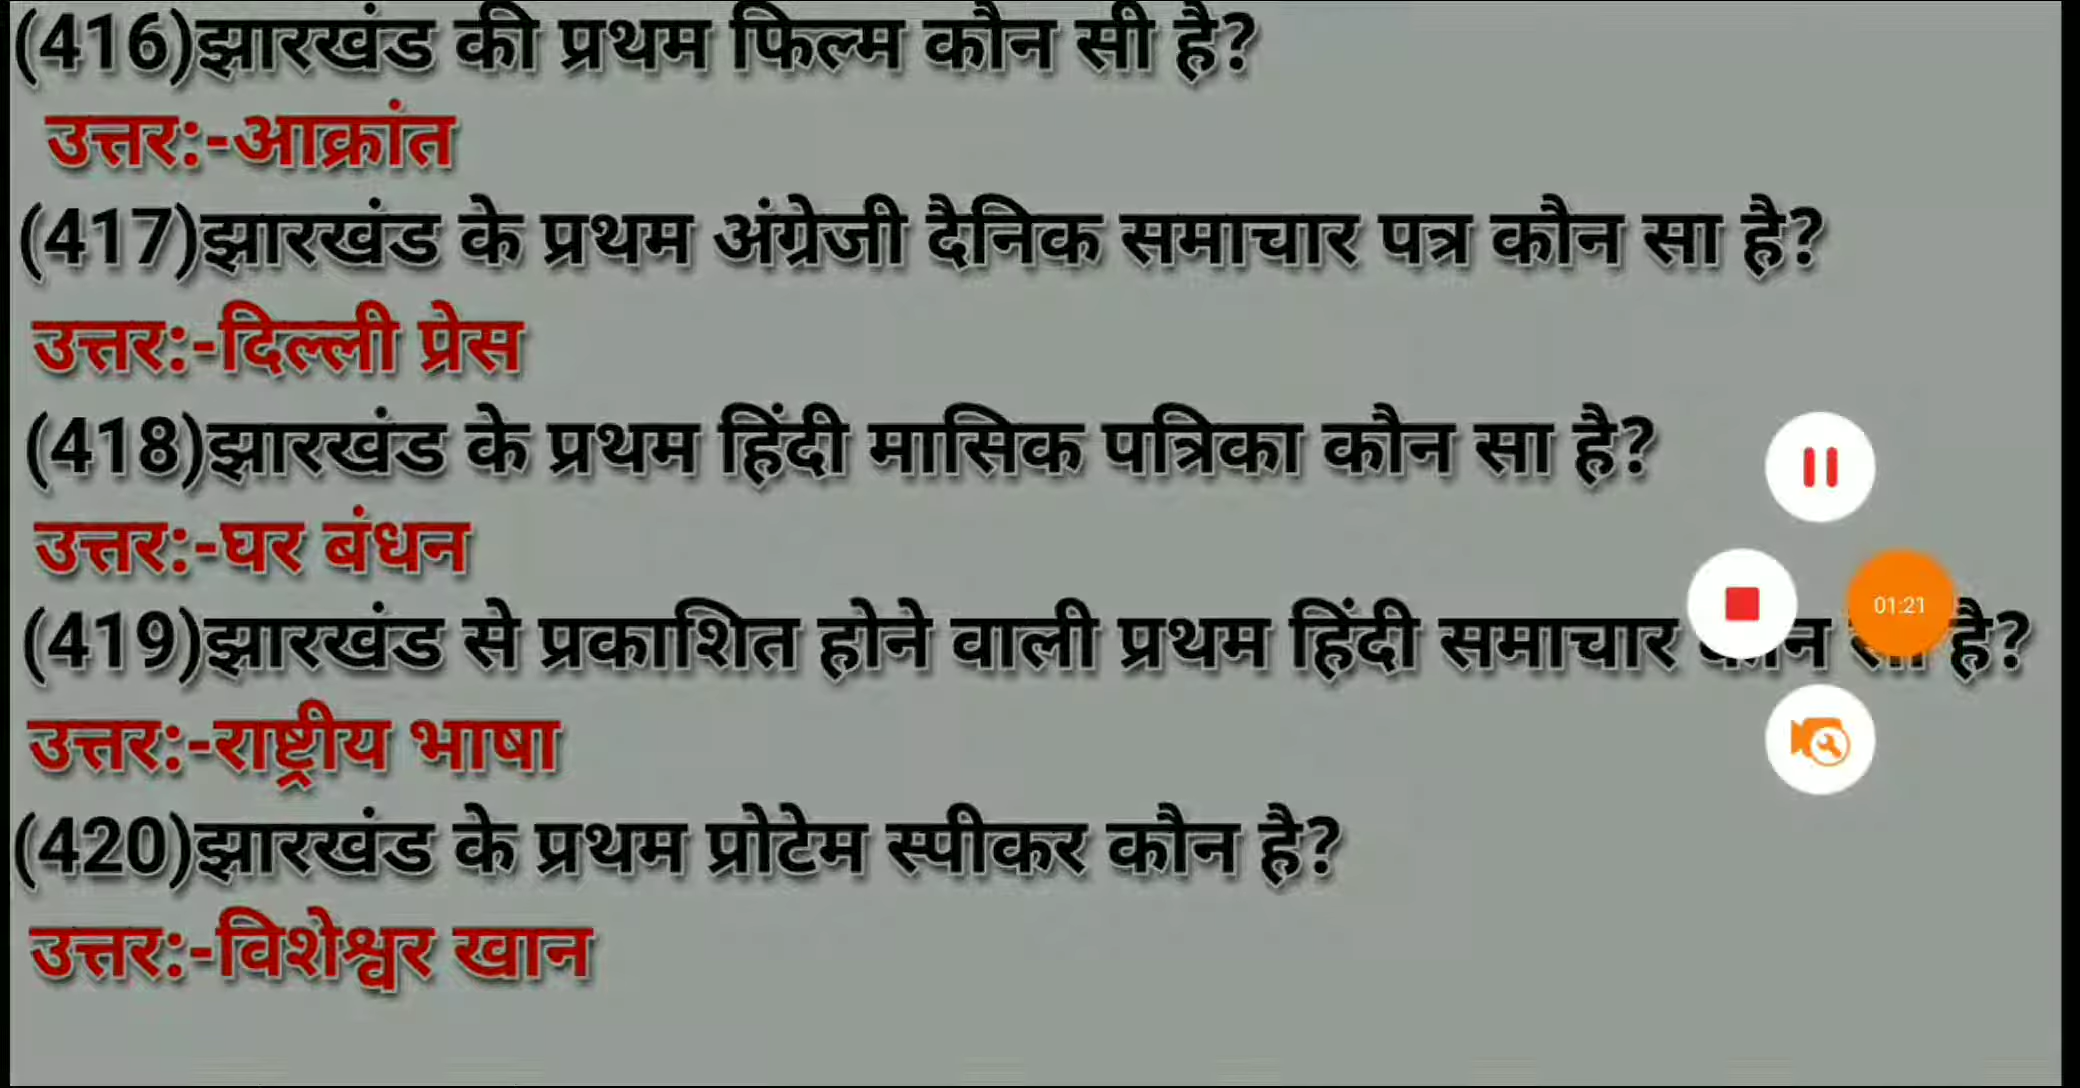 (416)झारखंड की प्रथम फिल्म कौन सी है?
उत्तर:-आक्रांत
(417)झारखंड के प्रथम अंग्रेजी दैनिक समाचार पत्र कौन सा है?
उत्तर:-दिल्ली प्रेस
(418)झारखंड के प्रथम हिंदी मासिक पत्रिका कौन सा है?
उत्तर:-घर बंधन
(419)झारखंड से प्रकाशित होने वाली प्रथम हिंदी समाचार है?
01:21
उत्तर:-राष्ट्रीय भाषा
(420)झारखंड के प्रथम प्रोटेम स्पीकर कौन है?
उत्तर:-विशेश्वर खान